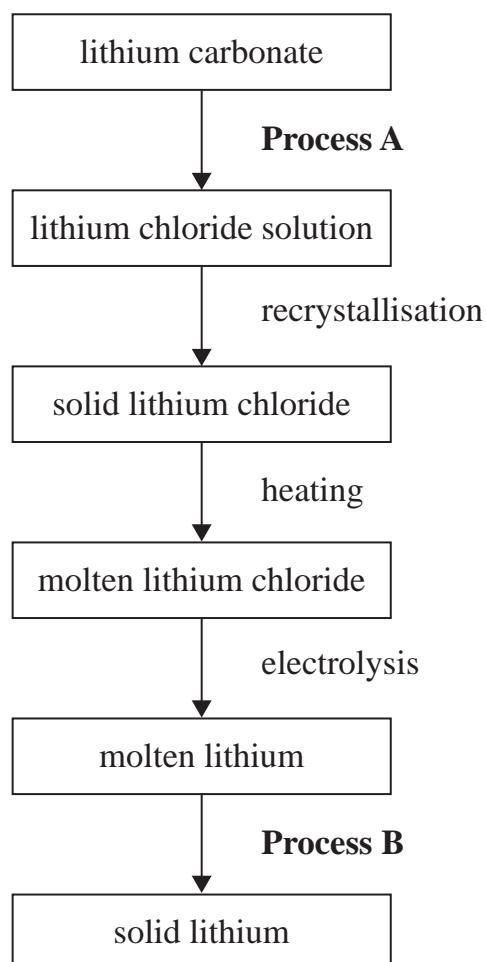 lithium carbonate
Process A
lithium chloride solution
recrystallisation
solid lithium chloride
heating
molten lithium chloride
electrolysis
molten lithium
Process B
solid lithium